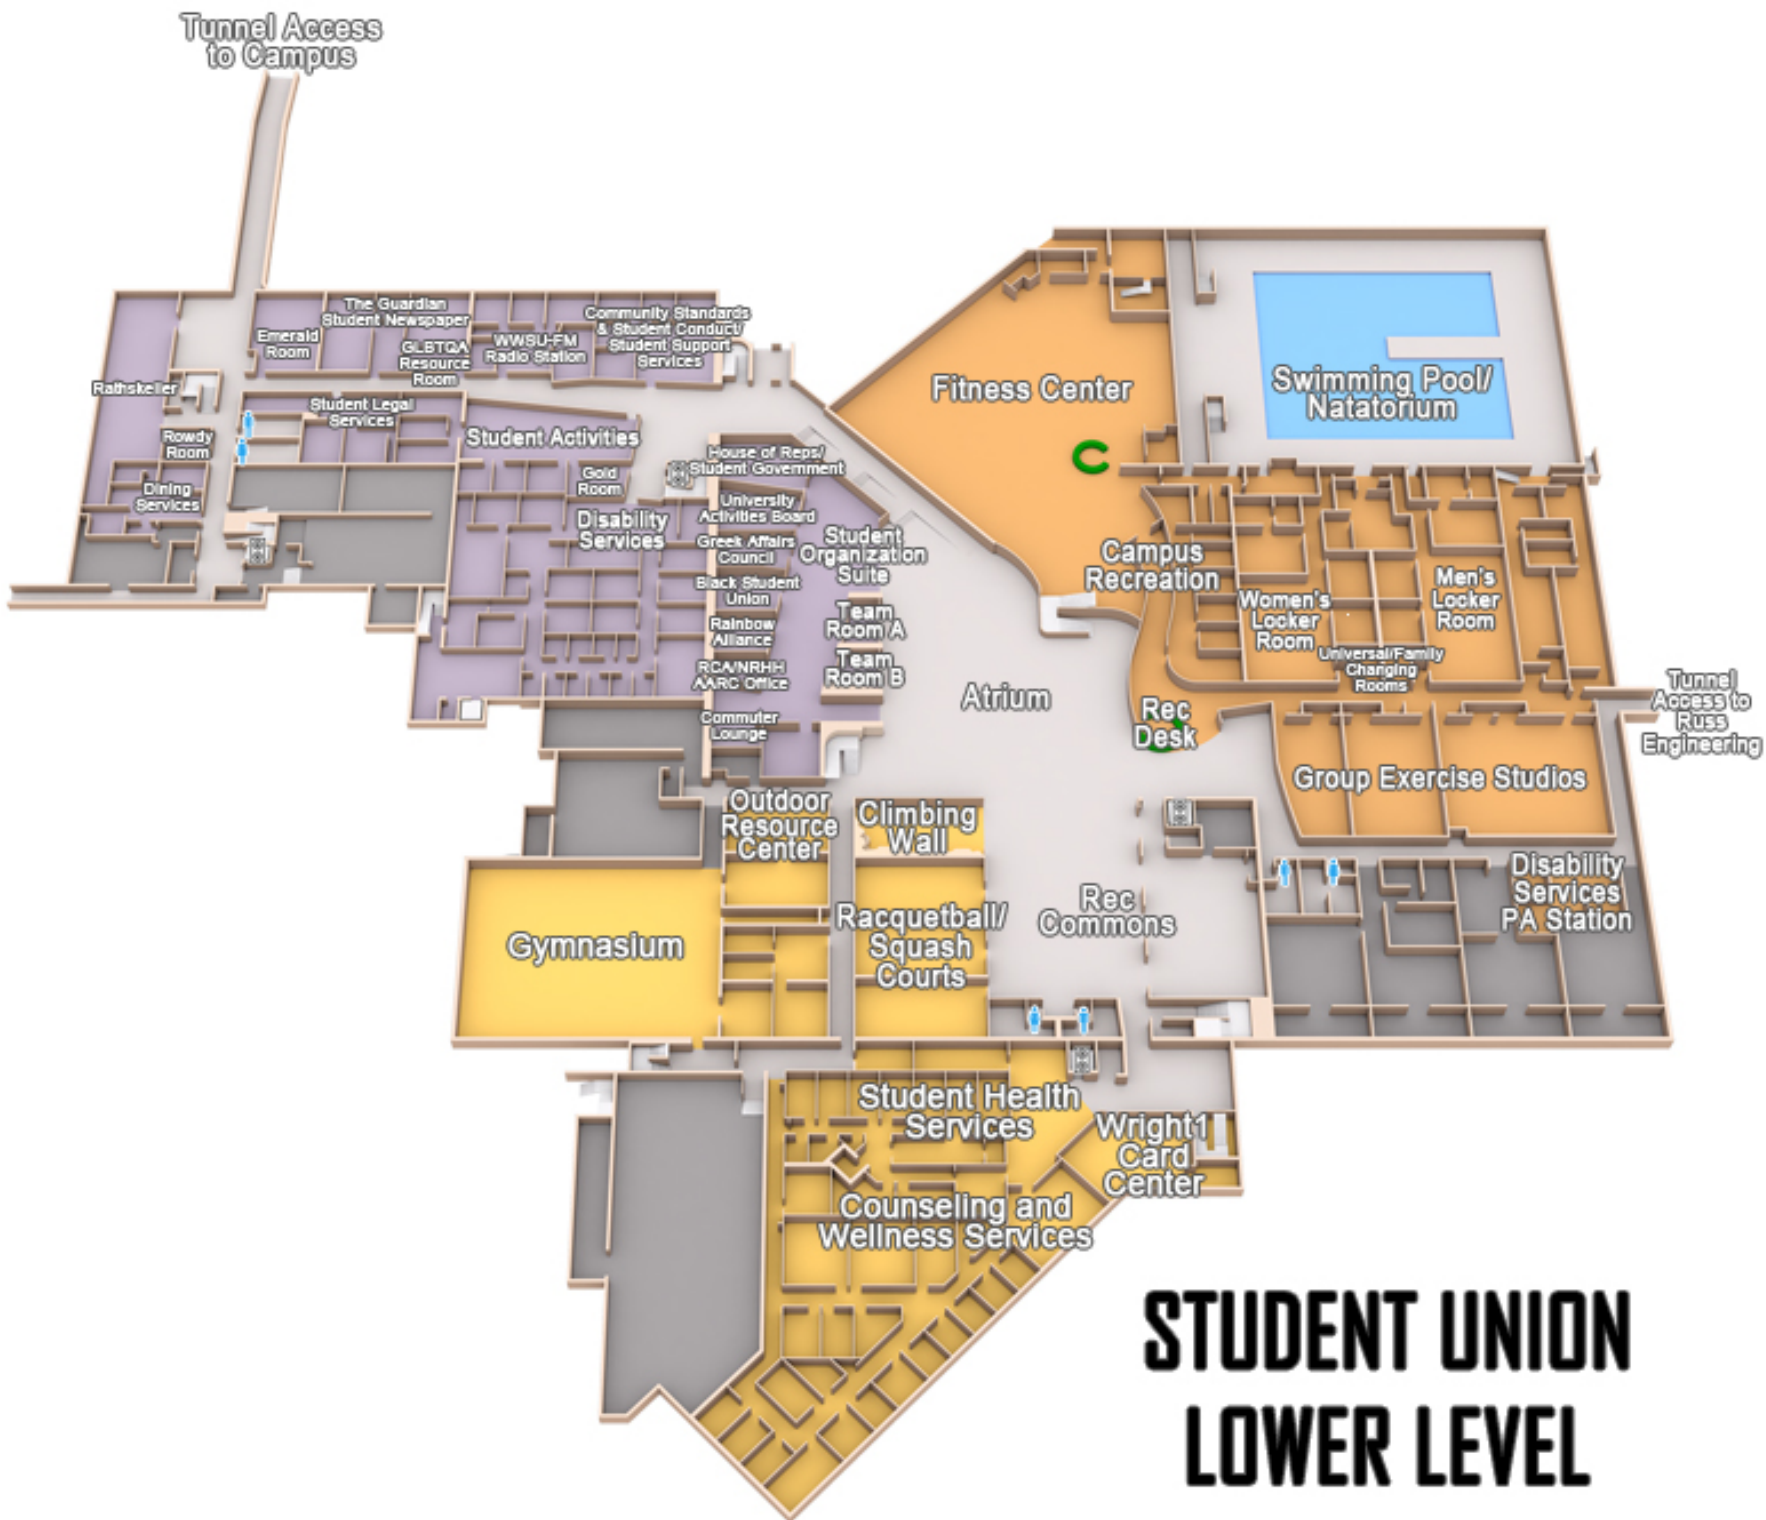 Tunnel Access
to Campus
The Guardian
Student Newspaper
Emerald
Room
GLBTQA
Resource
Room
WWSU-FM
Radio Station
Community Standards
& Student Conduct/
Student Support
Services
Rathskeller
Student Legal
Services
Rowdy
Room
Dining
Services
Student Activities
Gold
Room
Disability
Services
House of Reps/
Student Government
University
Activities Board
Greek Affairs
Council
Black Student
Union
Rainbow
Alliance
RCA/NRHH
AARC Office
Commuter
Lounge
Student
Organization
Suite
Team
Room A
Team
Room B
Fitness Center
Swimming Pool/
Natatorium
Campus
Recreation
Women's
Locker
Room
Men's
Locker
Room
Universal/Family
Changing
Rooms
Tunnel
Access to
Russ
Engineering
Atrium
Rec
Desk
Group Exercise Studios
Outdoor
Resource
Center
Climbing
Wall
Gymnasium
Racquetball/
Squash
Courts
Rec
Commons
Disability
Services
PA Station
Student Health
Services
Wright1
Card
Center
Counseling and
Wellness Services
STUDENT UNION
LOWER LEVEL